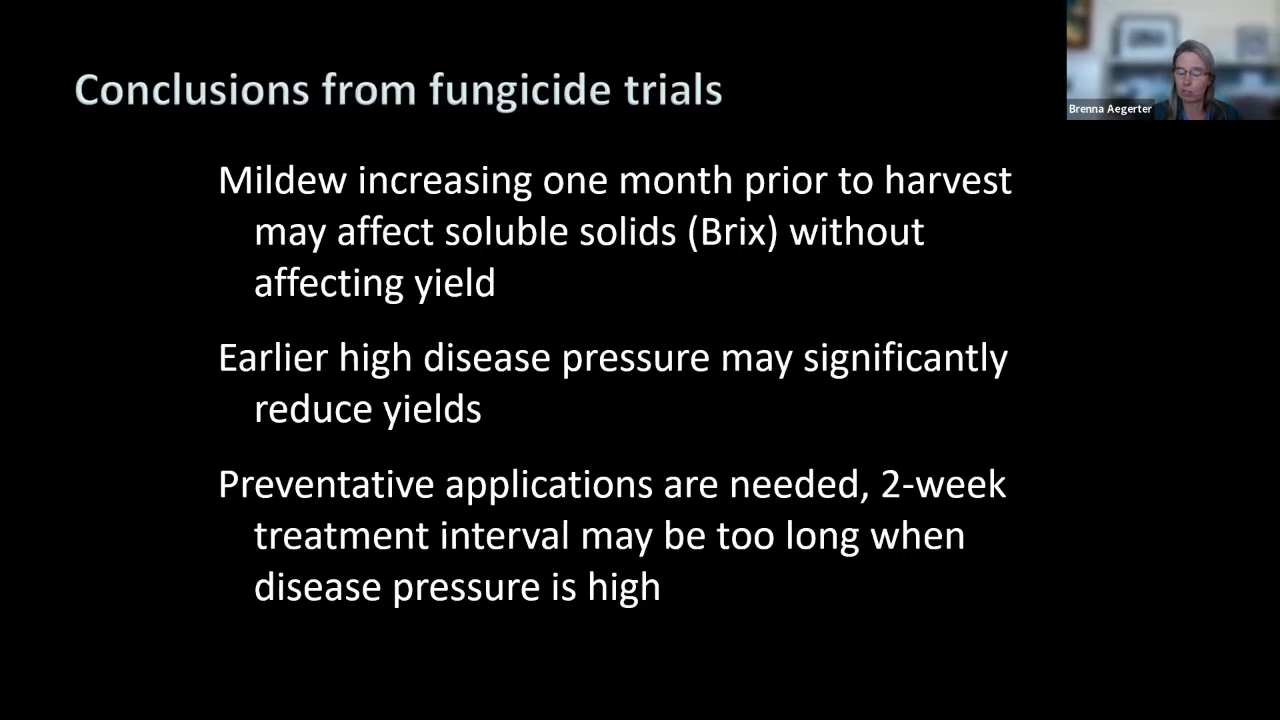 Conclusions from fungicide trials
Brenna Aegerter
Mildew increasing one month prior to harvest
may affect soluble solids (Brix) without
affecting yield
Earlier high disease pressure may significantly
reduce yields
Preventative applications are needed, 2-week
treatment interval may be too long when
disease pressure is high